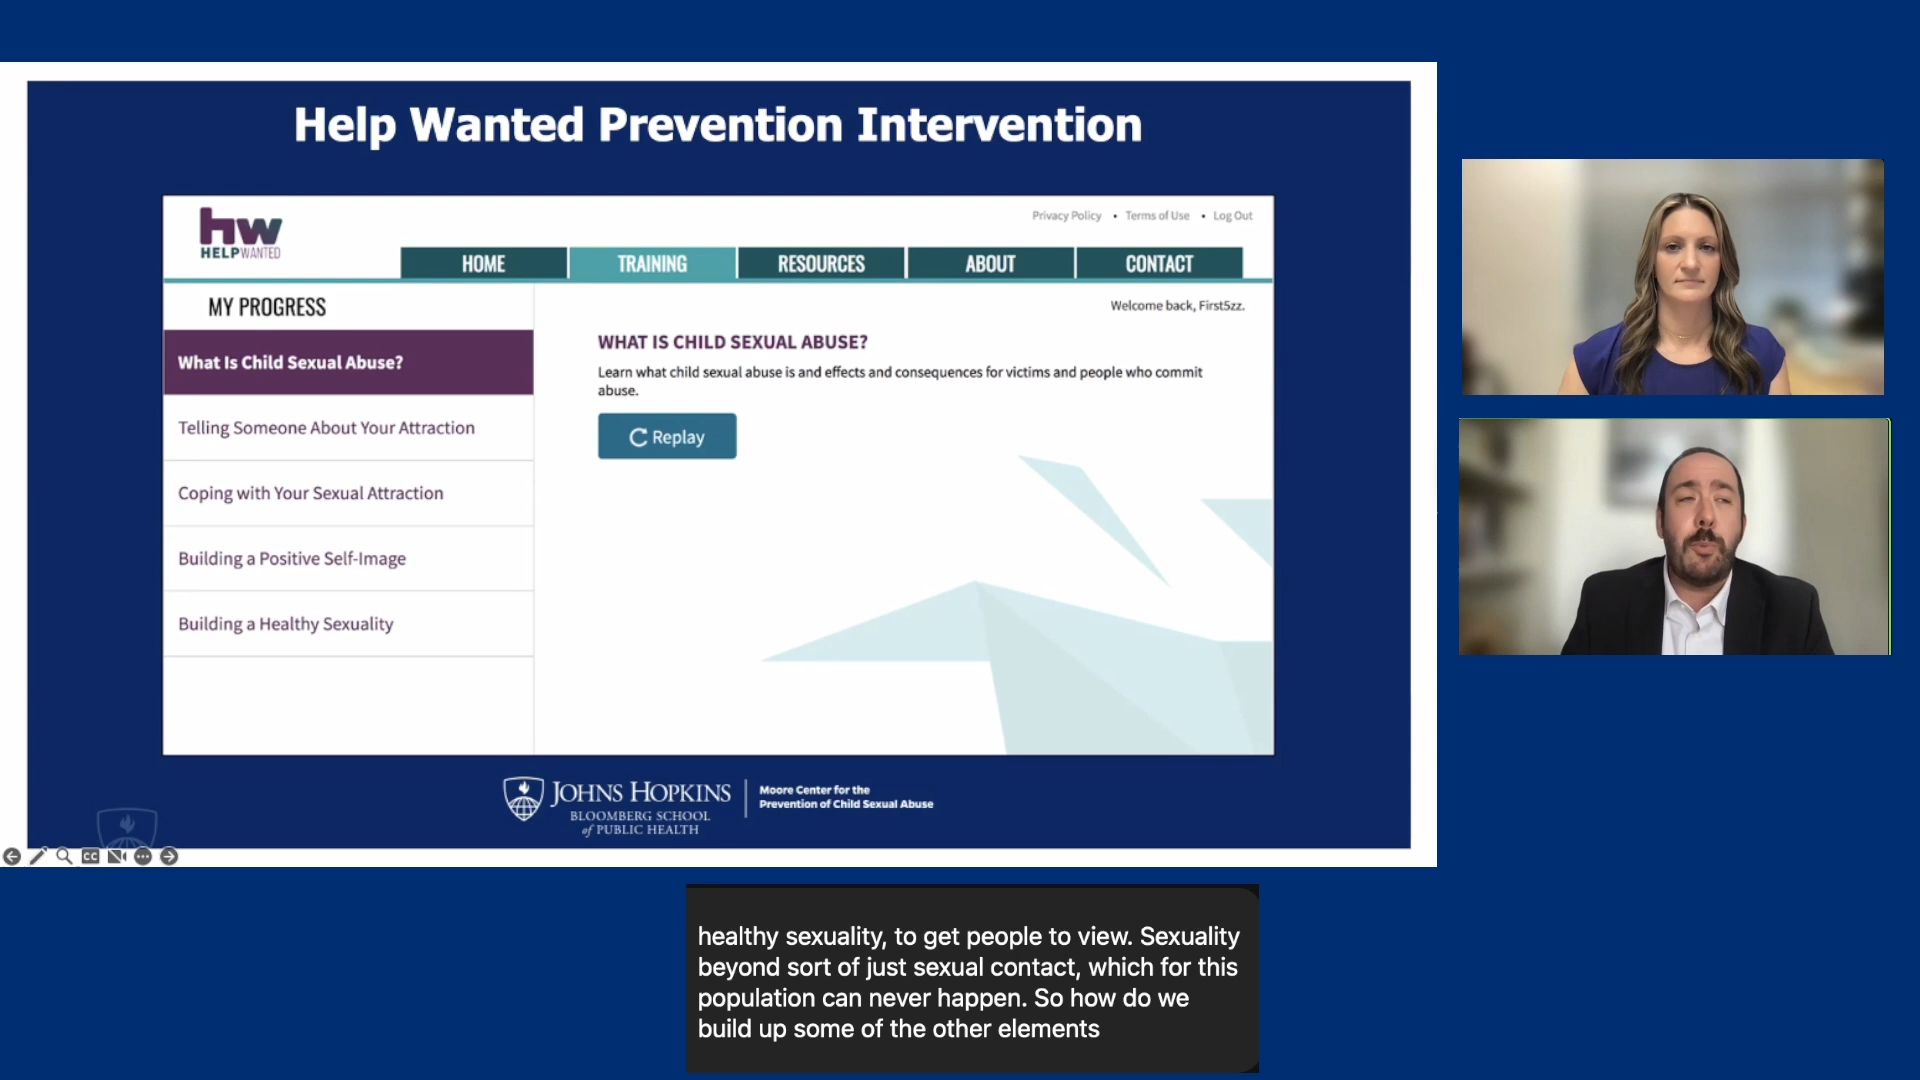 Help Wanted Prevention Intervention
hw
HELPWANTED
Privacy Policy • Terms of Use • Log Out
HOME
TRAINING
RESOURCES
ABOUT
CONTACT
MY PROGRESS
Welcome back, First5zz.
What Is Child Sexual Abuse?
Telling Someone About Your Attraction
Coping with Your Sexual Attraction
Building a Positive Self-Image
Building a Healthy Sexuality
WHAT IS CHILD SEXUAL ABUSE?
Learn what child sexual abuse is and effects and consequences for victims and people who commit
abuse.
Replay
JOHNS HOPKINS
BLOOMBERG SCHOOL
of PUBLIC HEALTH
Moore Center for the
Prevention of Child Sexual Abuse
CC
healthy sexuality, to get people to view. Sexuality
beyond sort of just sexual contact, which for this
population can never happen. So how do we
build up some of the other elements